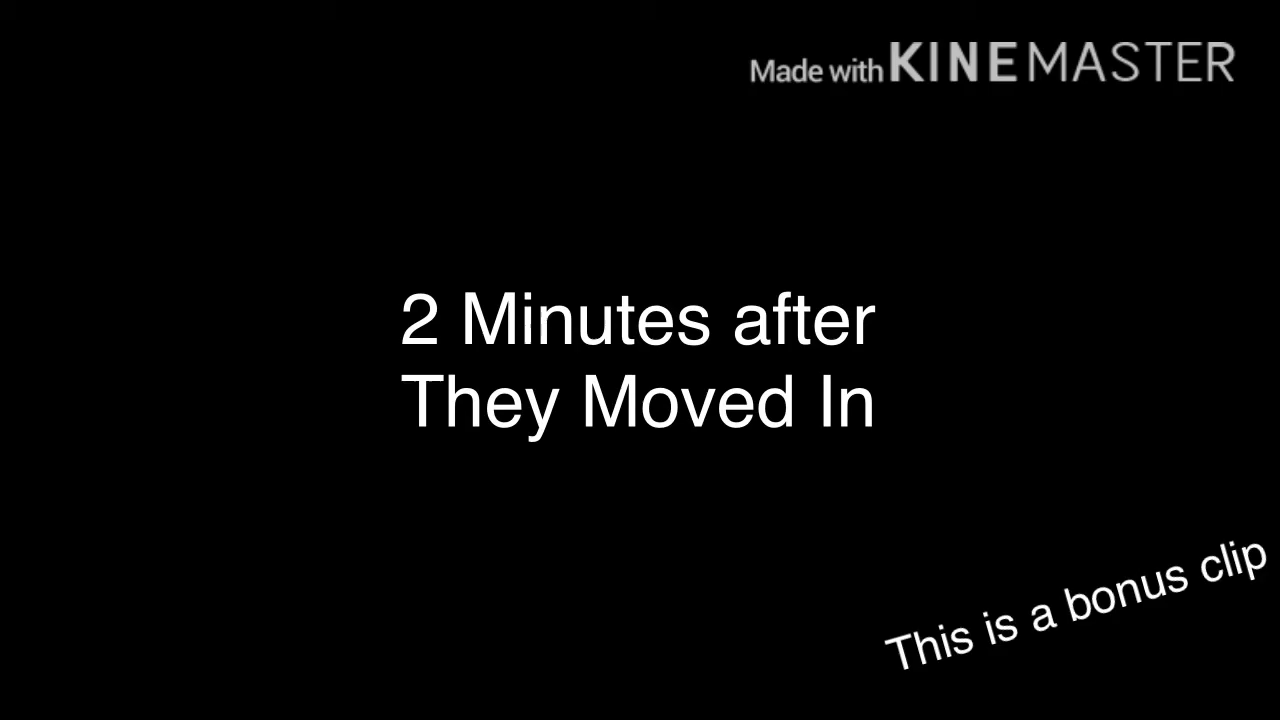 Made with KINEMASTER
2 Minutes after
They Moved In
This is a bonus clip